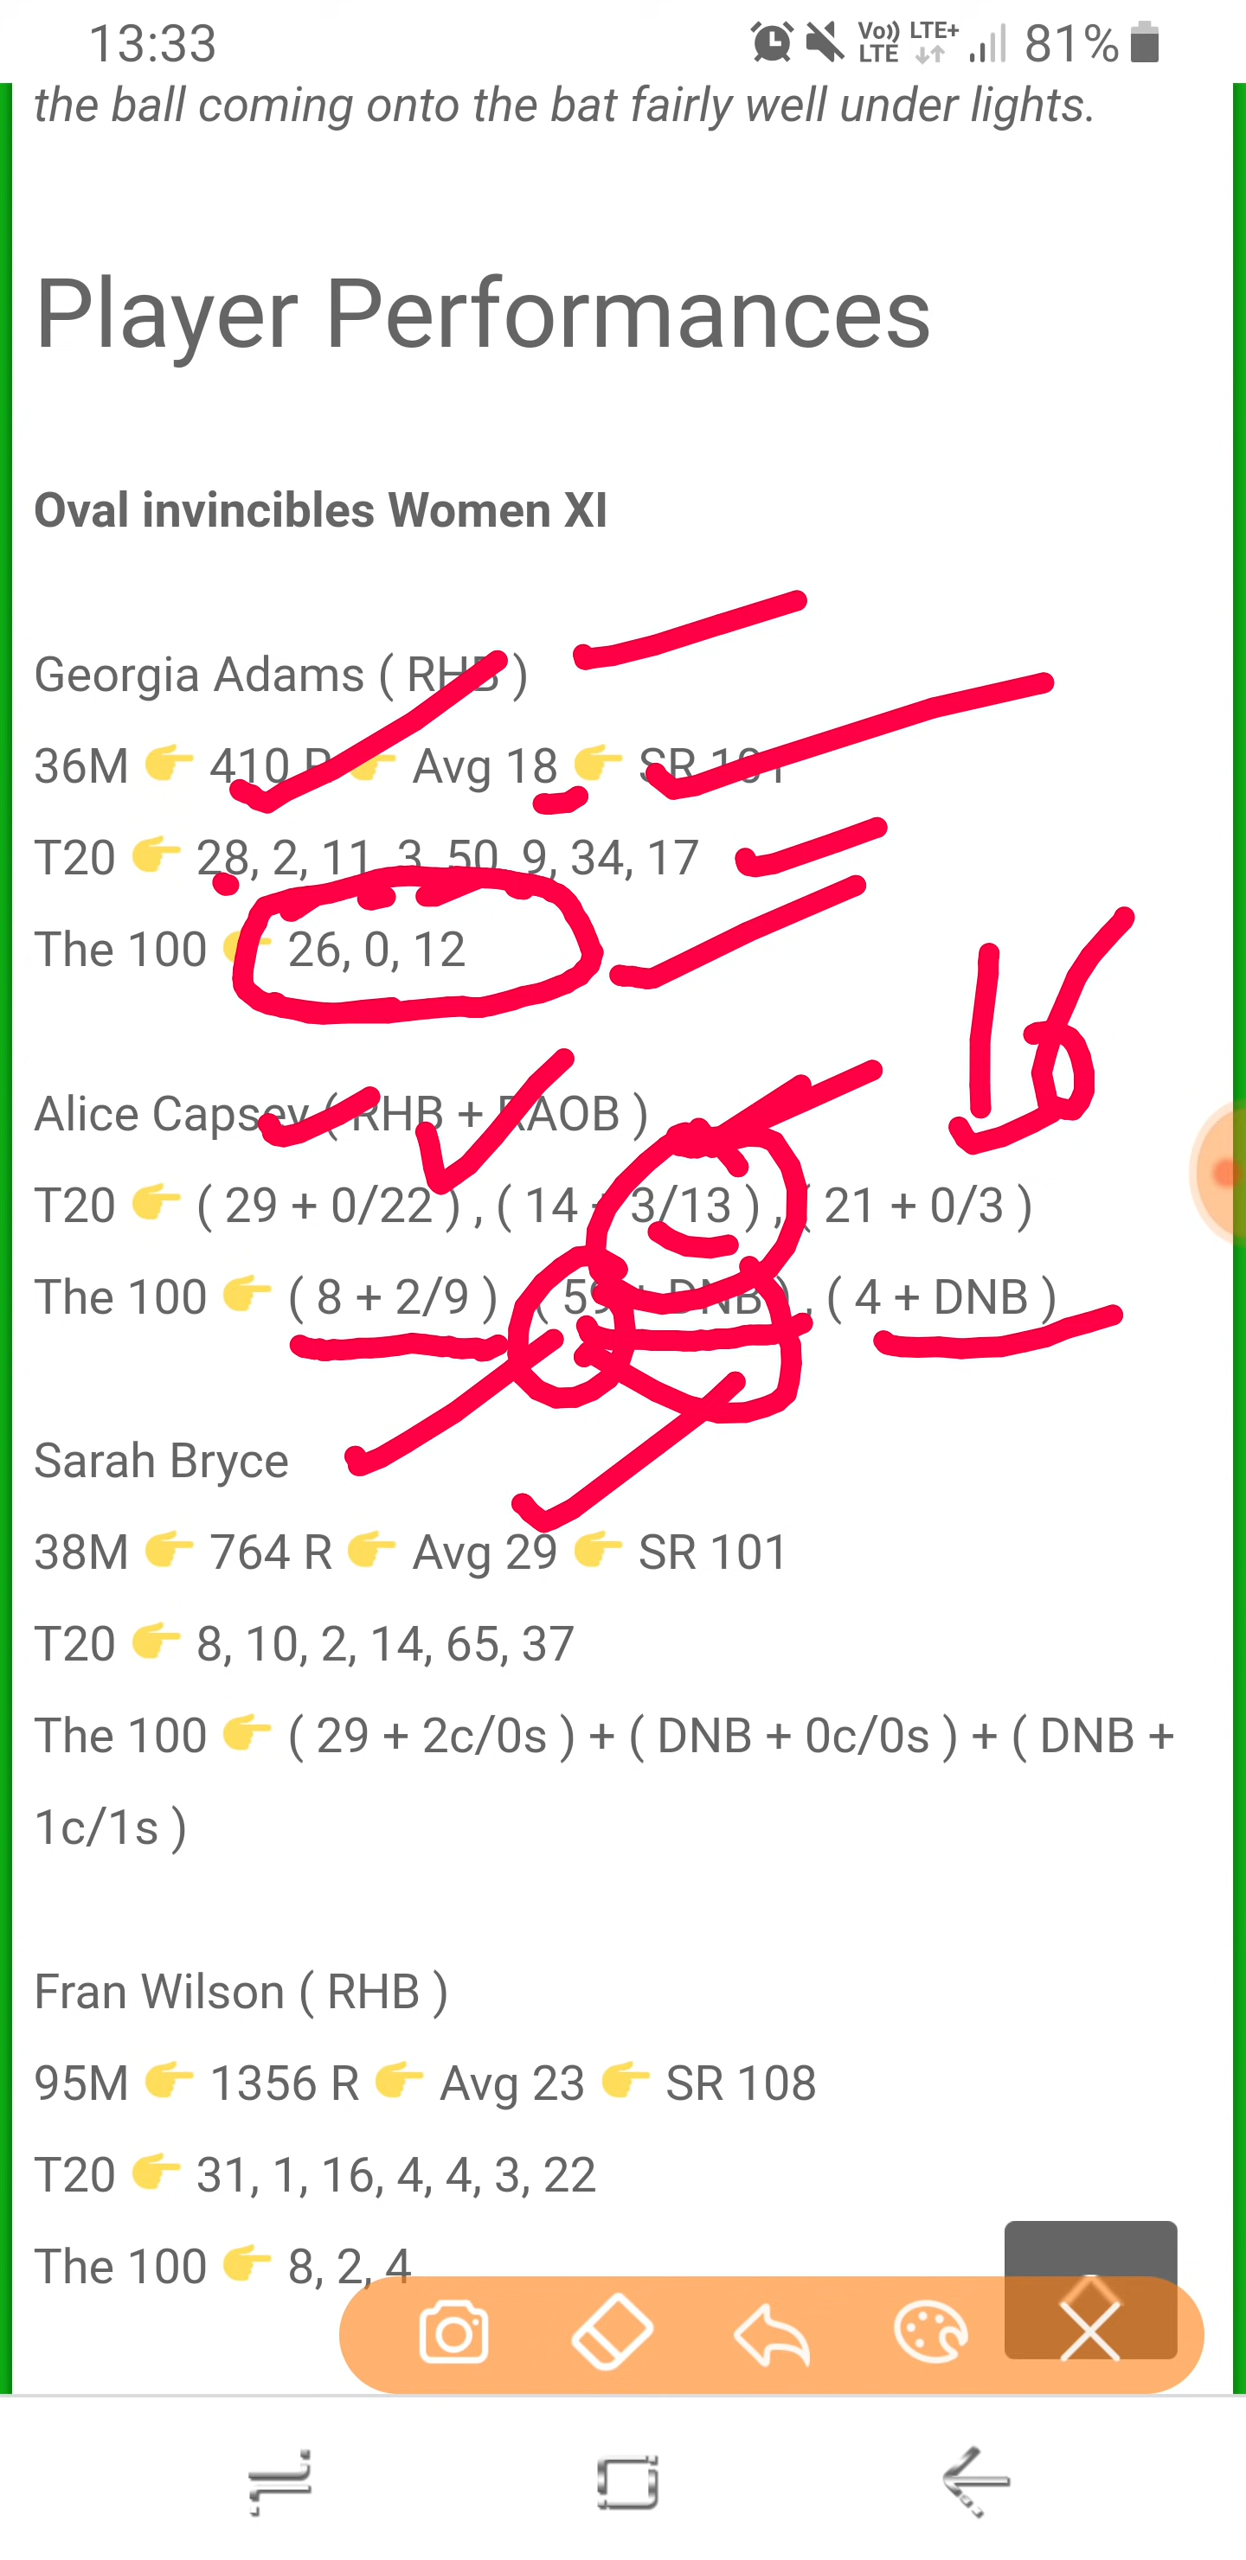 13:33 Vo)) LTE LTE+ 81%
the ball coming onto the bat fairly well under lights.
Player Performances
Oval invincibles Women XI
Georgia Adams ( RHB )
36M 👉 410 R 👉 Avg 18 👉 SR 101
T20 👉 28, 2, 11, 3, 50, 9, 34, 17
The 100 👉 26, 0, 12
16
Alice Capsey ( RHB + RAOB )
T20 👉 ( 29 + 0/22 ) , ( 14 + 3/13 ) , ( 21 + 0/3 )
The 100 👉 ( 8 + 2/9 ) ( 59 + DNB ) , ( 4 + DNB )
Sarah Bryce
38M 👉 764 R 👉 Avg 29 👉 SR 101
T20 👉 8, 10, 2, 14, 65, 37
The 100 👉 ( 29 + 2c/0s ) + ( DNB + 0c/0s ) + ( DNB +
1c/1s )
Fran Wilson ( RHB )
95M 👉 1356 R 👉 Avg 23 👉 SR 108
T20 👉 31, 1, 16, 4, 4, 3, 22
The 100 👉 8, 2, 4